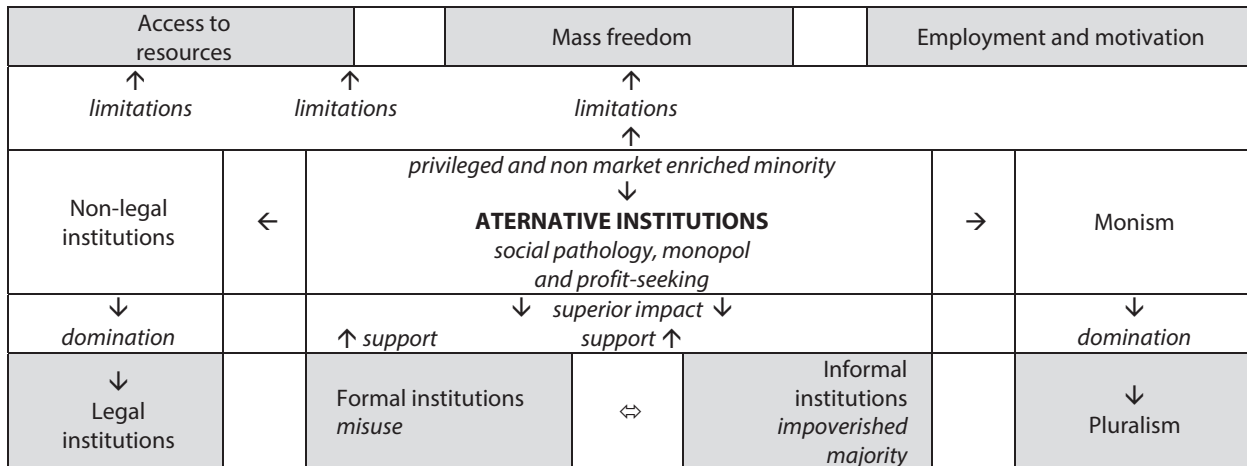 Access to
resources
Mass freedom
Employment and motivation
↑ ↑ ↑
limitations limitations limitations
↑
privileged and non market enriched minority
↓
Non-legal
institutions
←
ATERNATIVE INSTITUTIONS
social pathology, monopol
and profit-seeking
→
Monism
↓ ↓ superior impact ↓ ↓
domination ↑ support support ↑ domination
↓
Legal
institutions
Formal institutions
misuse
⇔
Informal
institutions
impoverished
majority
↓
Pluralism